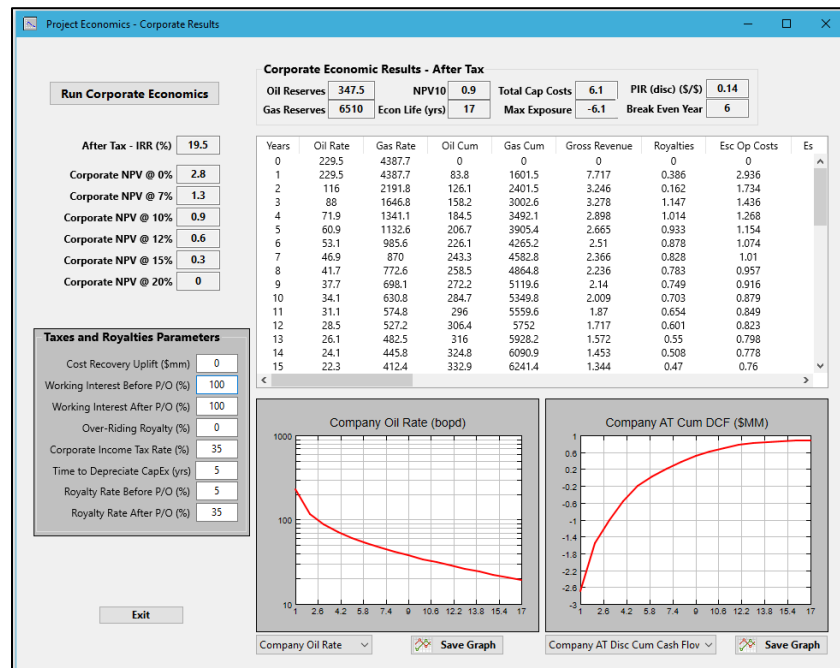 Project Economics - Corporate Results
Run Corporate Economics
Corporate Economic Results - After Tax
Oil Reserves 347.5 NPV10 0.9 Total Cap Costs 6.1 PIR (disc) ($/$) 0.14
Gas Reserves 6510 Econ Life (yrs) 17 Max Exposure -6.1 Break Even Year 6
After Tax - IRR (%) 19.5
Corporate NPV @ 0% 2.8
Corporate NPV @ 7% 1.3
Corporate NPV @ 10% 0.9
Corporate NPV @ 12% 0.6
Corporate NPV @ 15% 0.3
Corporate NPV @ 20% 0
Years Oil Rate Gas Rate Oil Cum Gas Cum Gross Revenue Royalties Esc Op Costs Es
0 229.5 4387.7 0 0 0 0 0
1 229.5 4387.7 83.8 1601.5 7.717 0.386 2.936
2 116 2191.8 126.1 2401.5 3.246 0.162 1.734
3 88 1646.8 158.2 3002.6 3.278 1.147 1.436
4 71.9 1341.1 184.5 3492.1 2.898 1.014 1.268
5 60.9 1132.6 206.7 3905.4 2.665 0.933 1.154
6 53.1 985.6 226.1 4265.2 2.51 0.878 1.074
7 46.9 870 243.3 4582.8 2.366 0.828 1.01
8 41.7 772.6 258.5 4864.8 2.236 0.783 0.957
9 37.7 698.1 272.2 5119.6 2.14 0.749 0.916
10 34.1 630.8 284.7 5349.8 2.009 0.703 0.879
11 31.1 574.8 296 5559.6 1.87 0.654 0.849
12 28.5 527.2 306.4 5752 1.717 0.601 0.823
13 26.1 482.5 316 5928.2 1.572 0.55 0.798
14 24.1 445.8 324.8 6090.9 1.453 0.508 0.778
15 22.3 412.4 332.9 6241.4 1.344 0.47 0.76
Taxes and Royalties Parameters
Cost Recovery Uplift ($mm) 0
Working Interest Before P/O (%) 100
Working Interest After P/O (%) 100
Over-Riding Royalty (%) 0
Corporate Income Tax Rate (%) 35
Time to Depreciate CapEx (yrs) 5
Royalty Rate Before P/O (%) 5
Royalty Rate After P/O (%) 35
Exit
Company Oil Rate (bopd)
1000
100
10
1 2.6 4.2 5.8 7.4 9 10.6 12.2 13.8 15.4 17
Company Oil Rate
Save Graph
Company AT Cum DCF ($MM)
1
0.6
0.2
-0.2
-0.6
-1
-1.4
-1.8
-2.2
-2.6
-3
1 2.6 4.2 5.8 7.4 9 10.6 12.2 13.8 15.4 17
Company AT Disc Cum Cash Flov
Save Graph